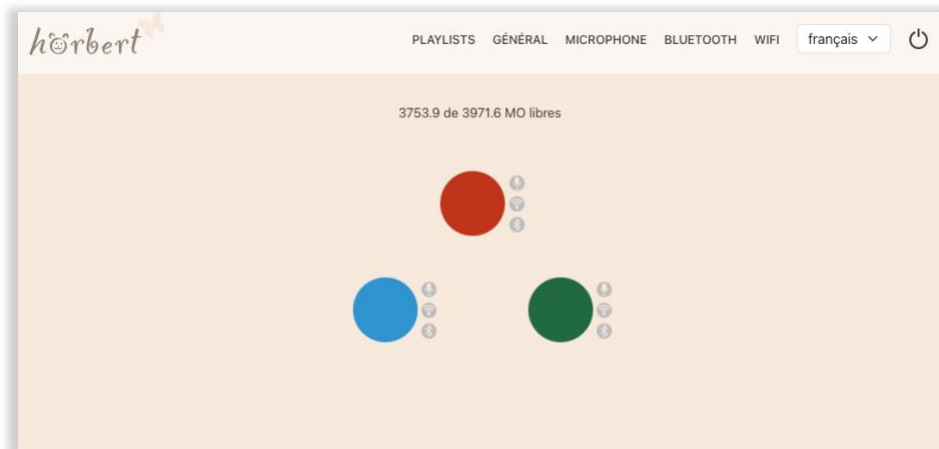 hörbert
PLAYLISTS GÉNÉRAL MICROPHONE BLUETOOTH WIFI français
3753.9 de 3971.6 MO libres